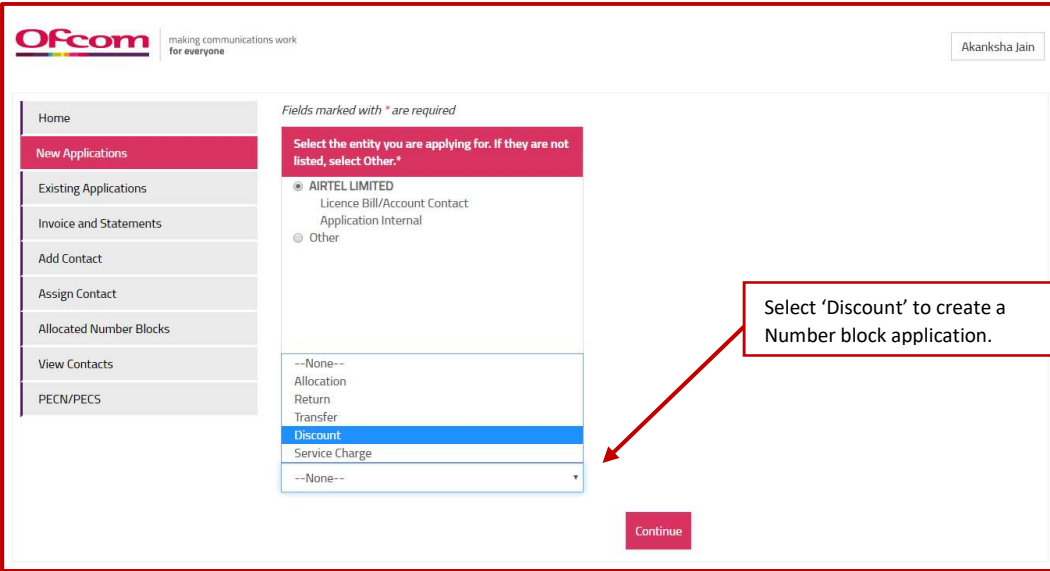 Ofcom
making communications work
for everyone
Akanksha Jain
Home
New Applications
Existing Applications
Invoice and Statements
Add Contact
Assign Contact
Allocated Number Blocks
View Contacts
PECN/PECS
Fields marked with * are required
Select the entity you are applying for. If they are not
listed, select Other.*
AIRTEL LIMITED
Licence Bill/Account Contact
Application Internal
Other
--None--
Allocation
Return
Transfer
Discount
Service Charge
--None--
Continue
Select ‘Discount’ to create a
Number block application.